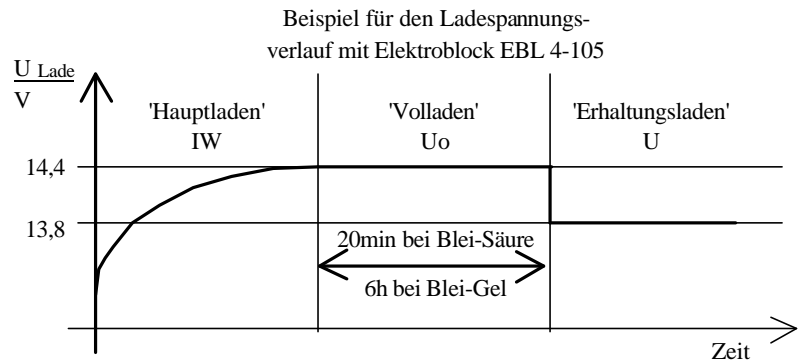 Beispiel für den Ladespannungs-
verlauf mit Elektroblock EBL 4-105
U Lade
V
'Hauptladen'
IW
'Volladen'
Uo
'Erhaltungsladen'
U
14,4
13,8
20min bei Blei-Säure
6h bei Blei-Gel
Zeit